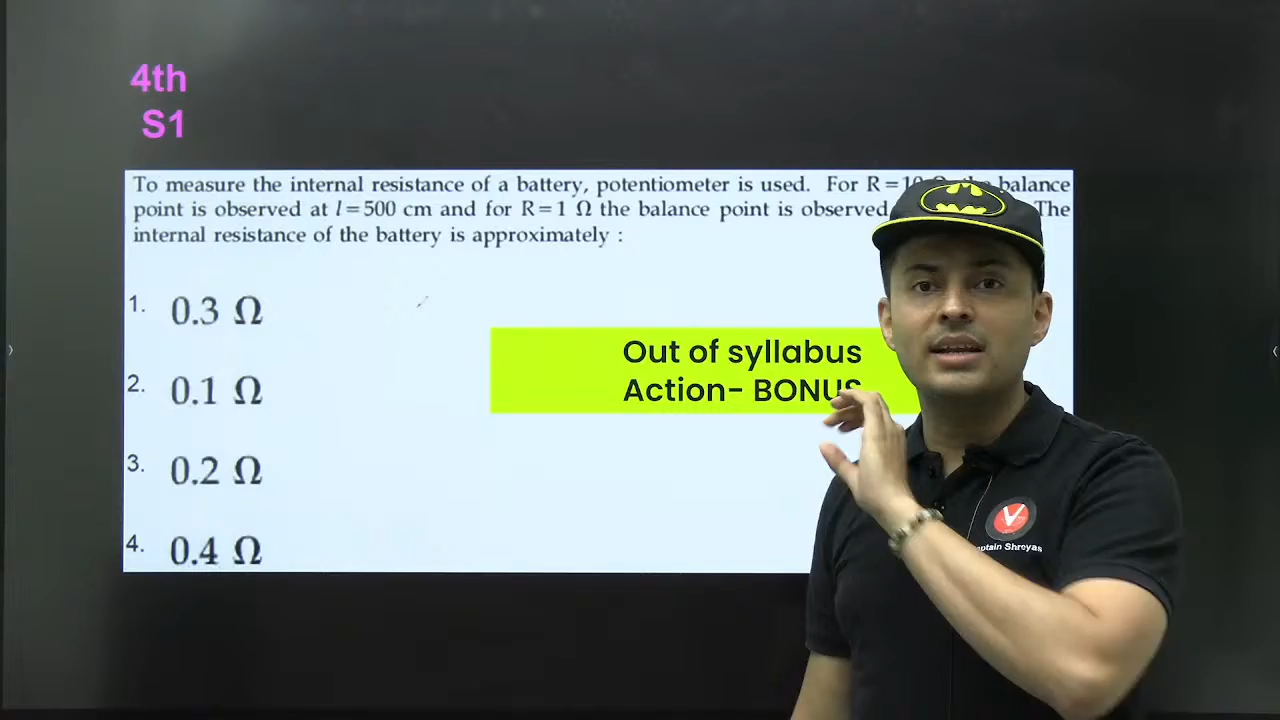 4th
S1
To measure the internal resistance of a battery, potentiometer is used. For R = 10 Ω, the balance
point is observed at l = 500 cm and for R = 1 Ω the balance point is observed The
internal resistance of the battery is approximately :
1. 0.3 Ω
Out of syllabus
Action- BONUS
2. 0.1 Ω
3. 0.2 Ω
4. 0.4 Ω
V
ptain Shreyas